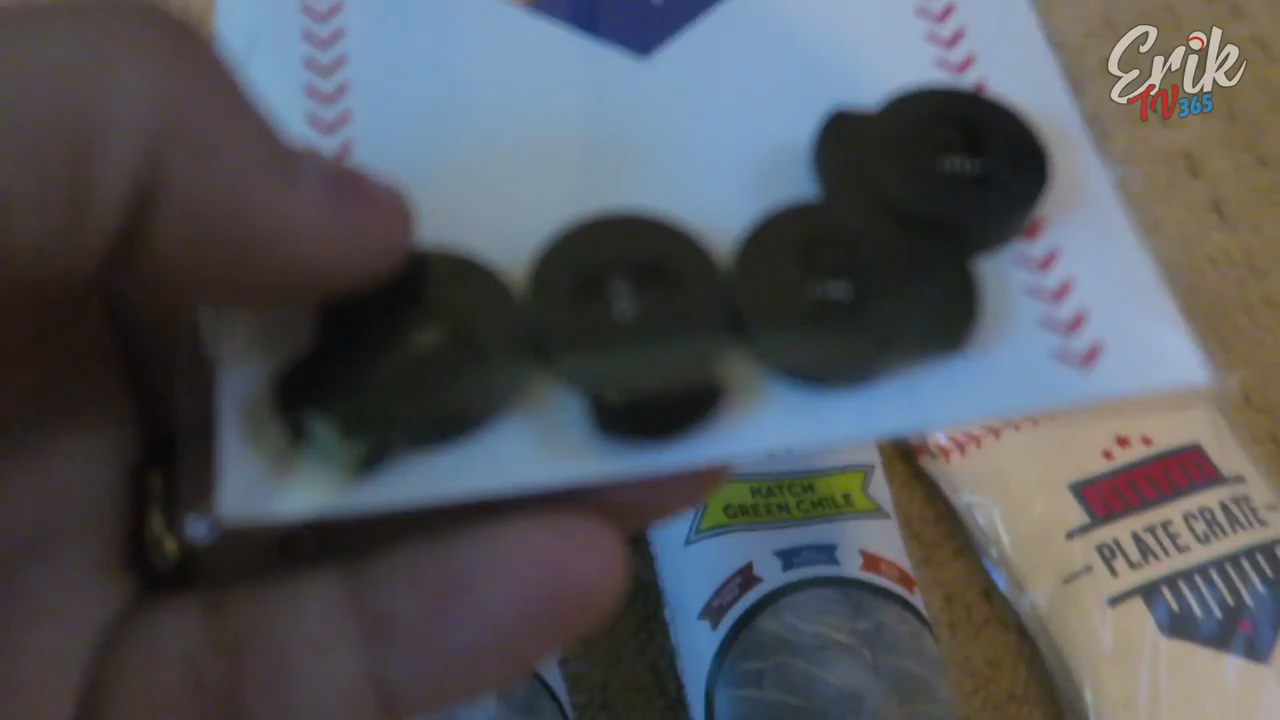 Erik
TV365
HATCH
GREEN CHILE
PLATE CRATE